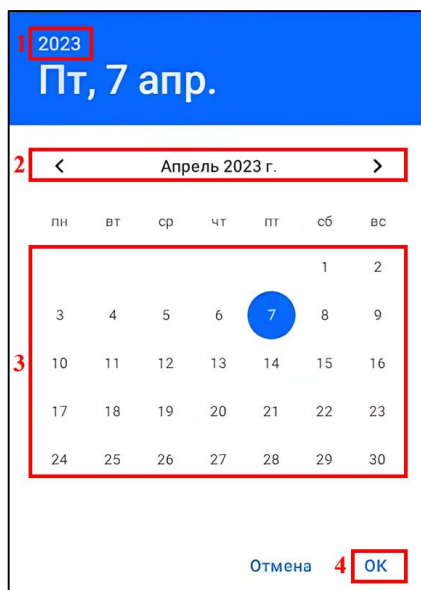 1 2023
Пт, 7 апр.
2 < Апрель 2023 г. >
пн вт ср чт пт сб вс
1 2
3 4 5 6 7 8 9
3 10 11 12 13 14 15 16
17 18 19 20 21 22 23
24 25 26 27 28 29 30
Отмена 4 ОК